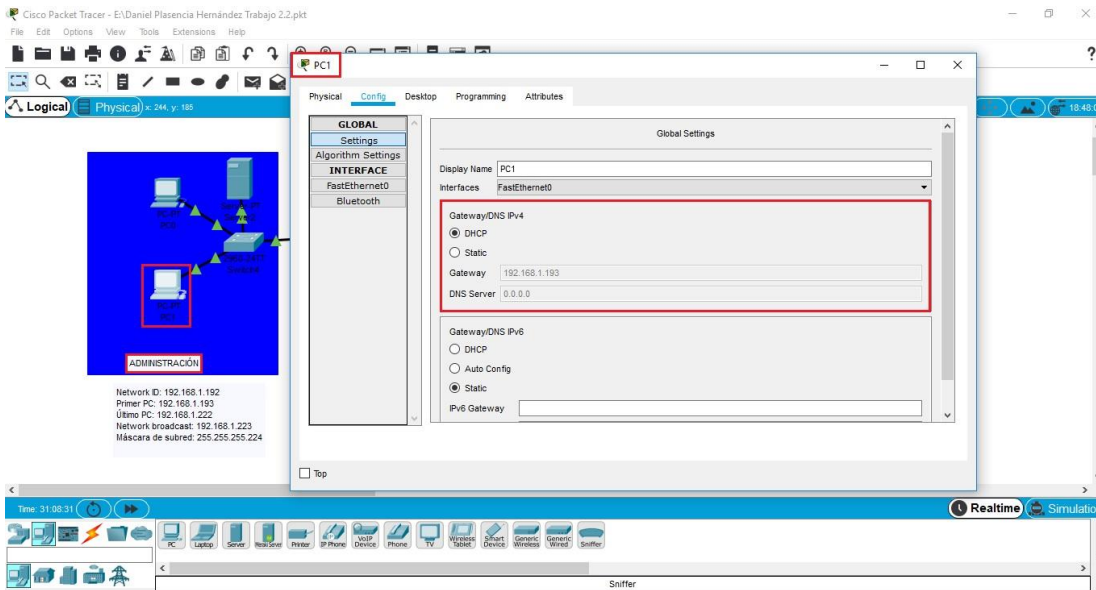 Cisco Packet Tracer - E:\Daniel Plasencia Hernández Trabajo 2.2.pkt
File Edit Options View Tools Extensions Help
?
Logical Physical x: 244, y: 185
18:48:0
PC1
Physical Config Desktop Programming Attributes
GLOBAL
Settings
Algorithm Settings
INTERFACE
FastEthernet0
Bluetooth
Global Settings
Display Name PC1
Interfaces FastEthernet0
Gateway/DNS IPv4
DHCP
Static
Gateway 192.168.1.193
DNS Server 0.0.0.0
Gateway/DNS IPv6
DHCP
Auto Config
Static
IPv6 Gateway
Top
ADMINISTRACIÓN
Network ID: 192.168.1.192
Primer PC: 192.168.1.193
Último PC: 192.168.1.222
Network broadcast: 192.168.1.223
Máscara de subred: 255.255.255.224
Time: 31:08:31
Realtime Simulatio
PC Laptop Server Printer IP Phone VoIP Device Phone TV Wireless Tablet Smart Device Generic Wireless Generic Wired Sniffer
Sniffer